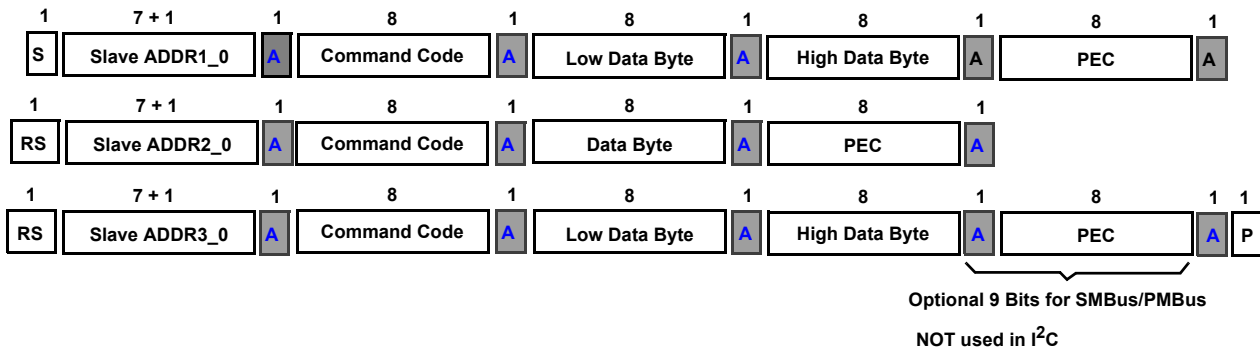 1 7 + 1 1 8 1 8 1 8 1 8 1
S Slave ADDR1_0 A Command Code A Low Data Byte A High Data Byte A PEC A
1 7 + 1 1 8 1 8 1 8 1
RS Slave ADDR2_0 A Command Code A Data Byte A PEC A
1 7 + 1 1 8 1 8 1 8 1 8 1 1
RS Slave ADDR3_0 A Command Code A Low Data Byte A High Data Byte A PEC A P
Optional 9 Bits for SMBus/PMBus
NOT used in I²C